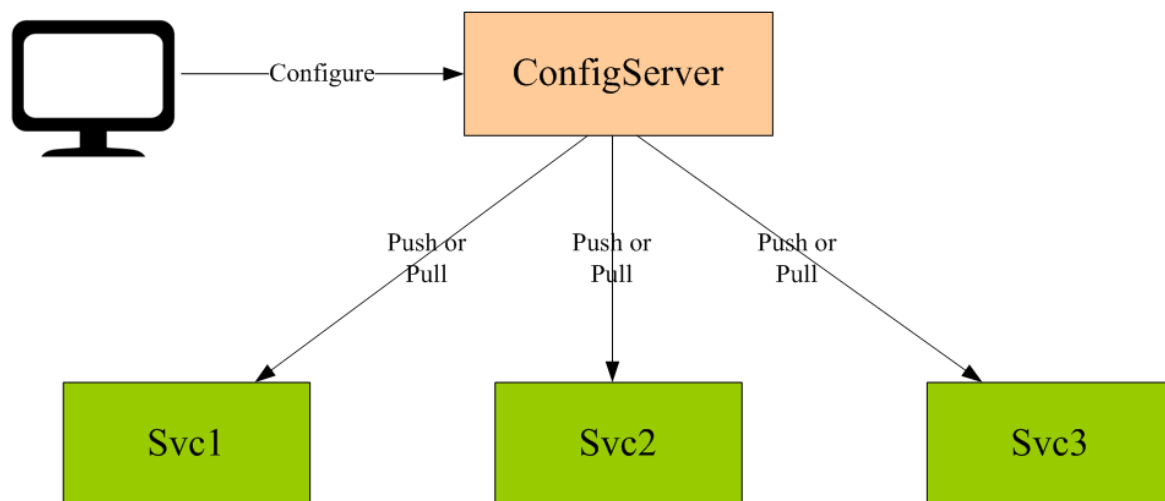 Configure
ConfigServer
Push or
Pull
Push or
Pull
Push or
Pull
Svc1
Svc2
Svc3